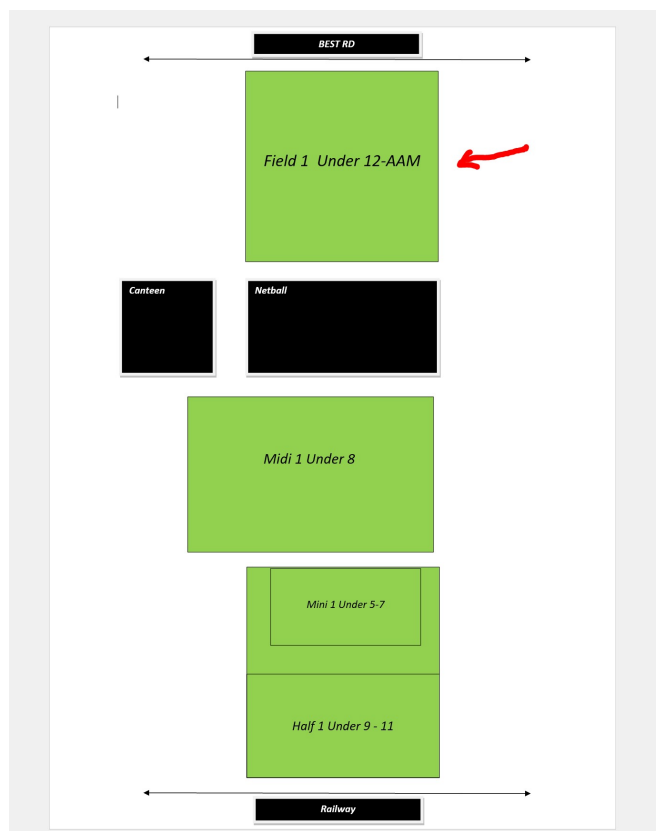 BEST RD
Field 1 Under 12-AAM
Canteen
Netball
Midi 1 Under 8
Mini 1 Under 5-7
Half 1 Under 9 - 11
Railway